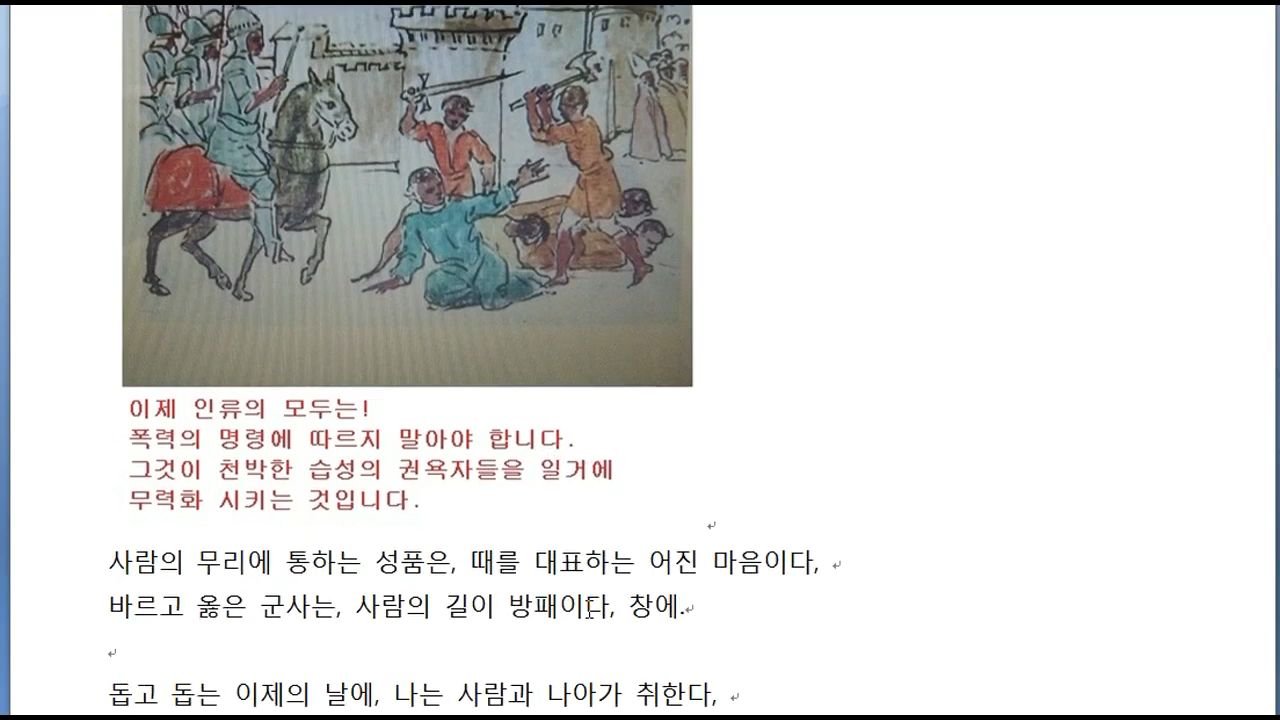 이제 인류의 모두는!
폭력의 명령에 따르지 말아야 합니다.
그것이 천박한 습성의 권욕자들을 일거에
무력화 시키는 것입니다.
사람의 무리에 통하는 성품은, 때를 대표하는 어진 마음이다,
바르고 옳은 군사는, 사람의 길이 방패이다, 창에.
돕고 돕는 이제의 날에, 나는 사람과 나아가 취한다,